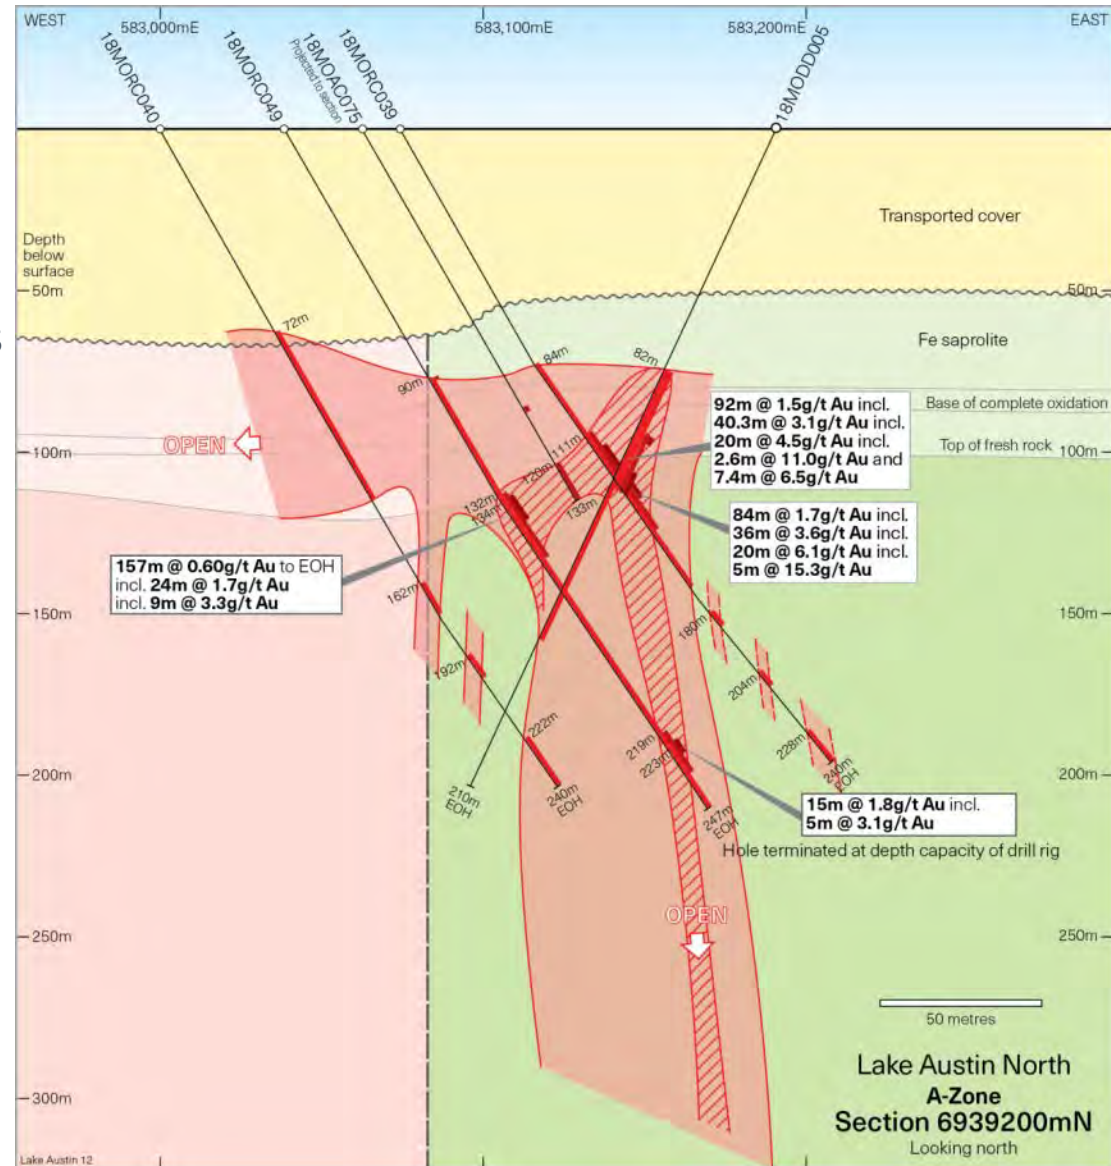 WEST
583,000mE
583,100mE
583,200mE
EAST
18MORC040
18MORC049
18MOAC075
Projected to section
18MORC039
18MODD005
Transported cover
Depth
below
surface
50m
50m
Fe saprolite
72m
84m
82m
90m
Base of complete oxidation
92m @ 1.5g/t Au incl.
40.3m @ 3.1g/t Au incl.
20m @ 4.5g/t Au incl.
2.6m @ 11.0g/t Au and
7.4m @ 6.5g/t Au
OPEN
100m
111m
Top of fresh rock
100m
120m
132m
134m
133m
84m @ 1.7g/t Au incl.
36m @ 3.6g/t Au incl.
20m @ 6.1g/t Au incl.
5m @ 15.3g/t Au
157m @ 0.60g/t Au to EOH
incl. 24m @ 1.7g/t Au
incl. 9m @ 3.3g/t Au
162m
150m
180m
150m
192m
204m
222m
219m
223m
228m
200m
210m
EOH
240m
EOH
247m
EOH
240m
EOH
200m
15m @ 1.8g/t Au incl.
5m @ 3.1g/t Au
Hole terminated at depth capacity of drill rig
OPEN
250m
250m
50 metres
300m
Lake Austin North
A-Zone
Section 6939200mN
Looking north
Lake Austin 12